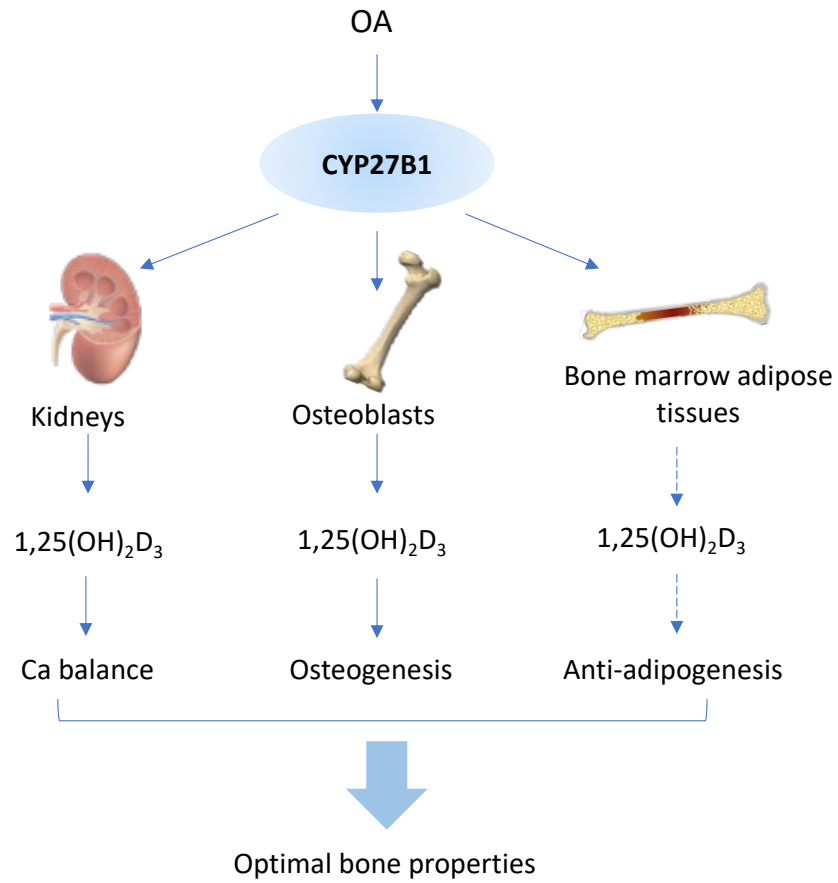 OA
CYP27B1
Kidneys
Osteoblasts
Bone marrow adipose
tissues
1,25(OH)₂D₃
1,25(OH)₂D₃
1,25(OH)₂D₃
Ca balance
Osteogenesis
Anti-adipogenesis
Optimal bone properties